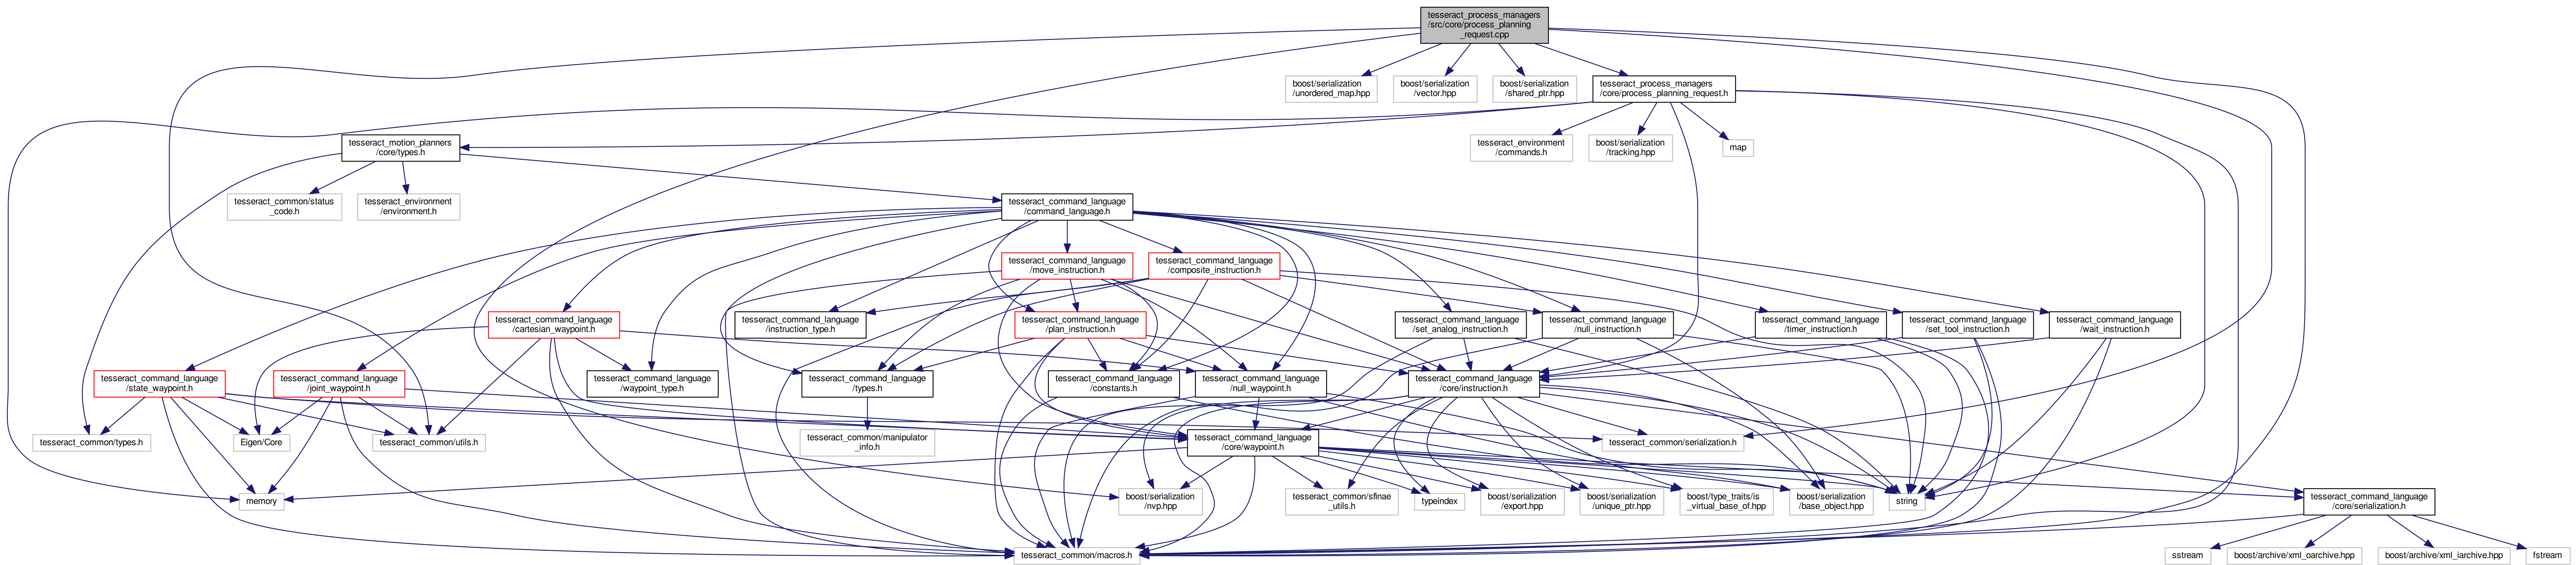 tesseract_process_managers
/src/core/process_planning
_request.cpp
boost/serialization
/unordered_map.hpp
boost/serialization
/vector.hpp
boost/serialization
/shared_ptr.hpp
tesseract_process_managers
/core/process_planning_request.h
tesseract_motion_planners
/core/types.h
tesseract_environment
/commands.h
boost/serialization
/tracking.hpp
map
tesseract_common/status
_code.h
tesseract_environment
/environment.h
tesseract_command_language
/command_language.h
tesseract_command_language
/move_instruction.h
tesseract_command_language
/composite_instruction.h
tesseract_command_language
/cartesian_waypoint.h
tesseract_command_language
/instruction_type.h
tesseract_command_language
/plan_instruction.h
tesseract_command_language
/set_analog_instruction.h
tesseract_command_language
/null_instruction.h
tesseract_command_language
/timer_instruction.h
tesseract_command_language
/set_tool_instruction.h
tesseract_command_language
/wait_instruction.h
tesseract_command_language
/state_waypoint.h
tesseract_command_language
/joint_waypoint.h
tesseract_command_language
/waypoint_type.h
tesseract_command_language
/types.h
tesseract_command_language
/constants.h
tesseract_command_language
/null_waypoint.h
tesseract_command_language
/core/instruction.h
tesseract_common/types.h
Eigen/Core
tesseract_common/utils.h
tesseract_common/manipulator
_info.h
tesseract_command_language
/core/waypoint.h
tesseract_common/serialization.h
memory
boost/serialization
/nvp.hpp
tesseract_common/sfinae
_utils.h
typeindex
boost/serialization
/export.hpp
boost/serialization
/unique_ptr.hpp
boost/type_traits/is
_virtual_base_of.hpp
boost/serialization
/base_object.hpp
string
tesseract_command_language
/core/serialization.h
tesseract_common/macros.h
sstream
boost/archive/xml_oarchive.hpp
boost/archive/xml_iarchive.hpp
fstream